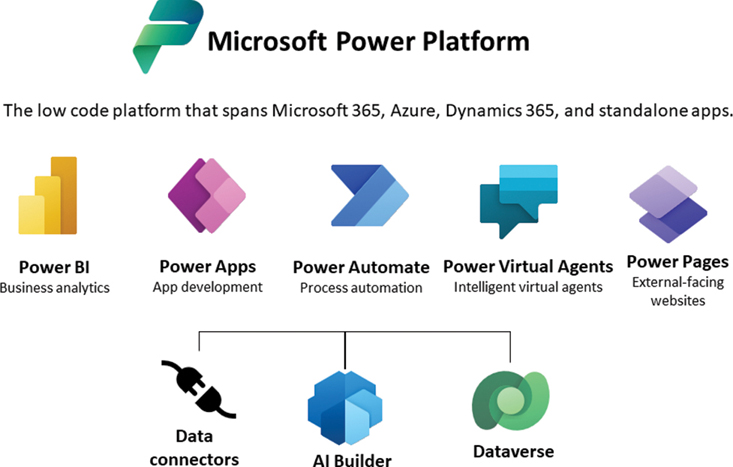 Microsoft Power Platform
The low code platform that spans Microsoft 365, Azure, Dynamics 365, and standalone apps.
Power BI
Business analytics
Power Apps
App development
Power Automate
Process automation
Power Virtual Agents
Intelligent virtual agents
Power Pages
External-facing
websites
Data
connectors
AI Builder
Dataverse